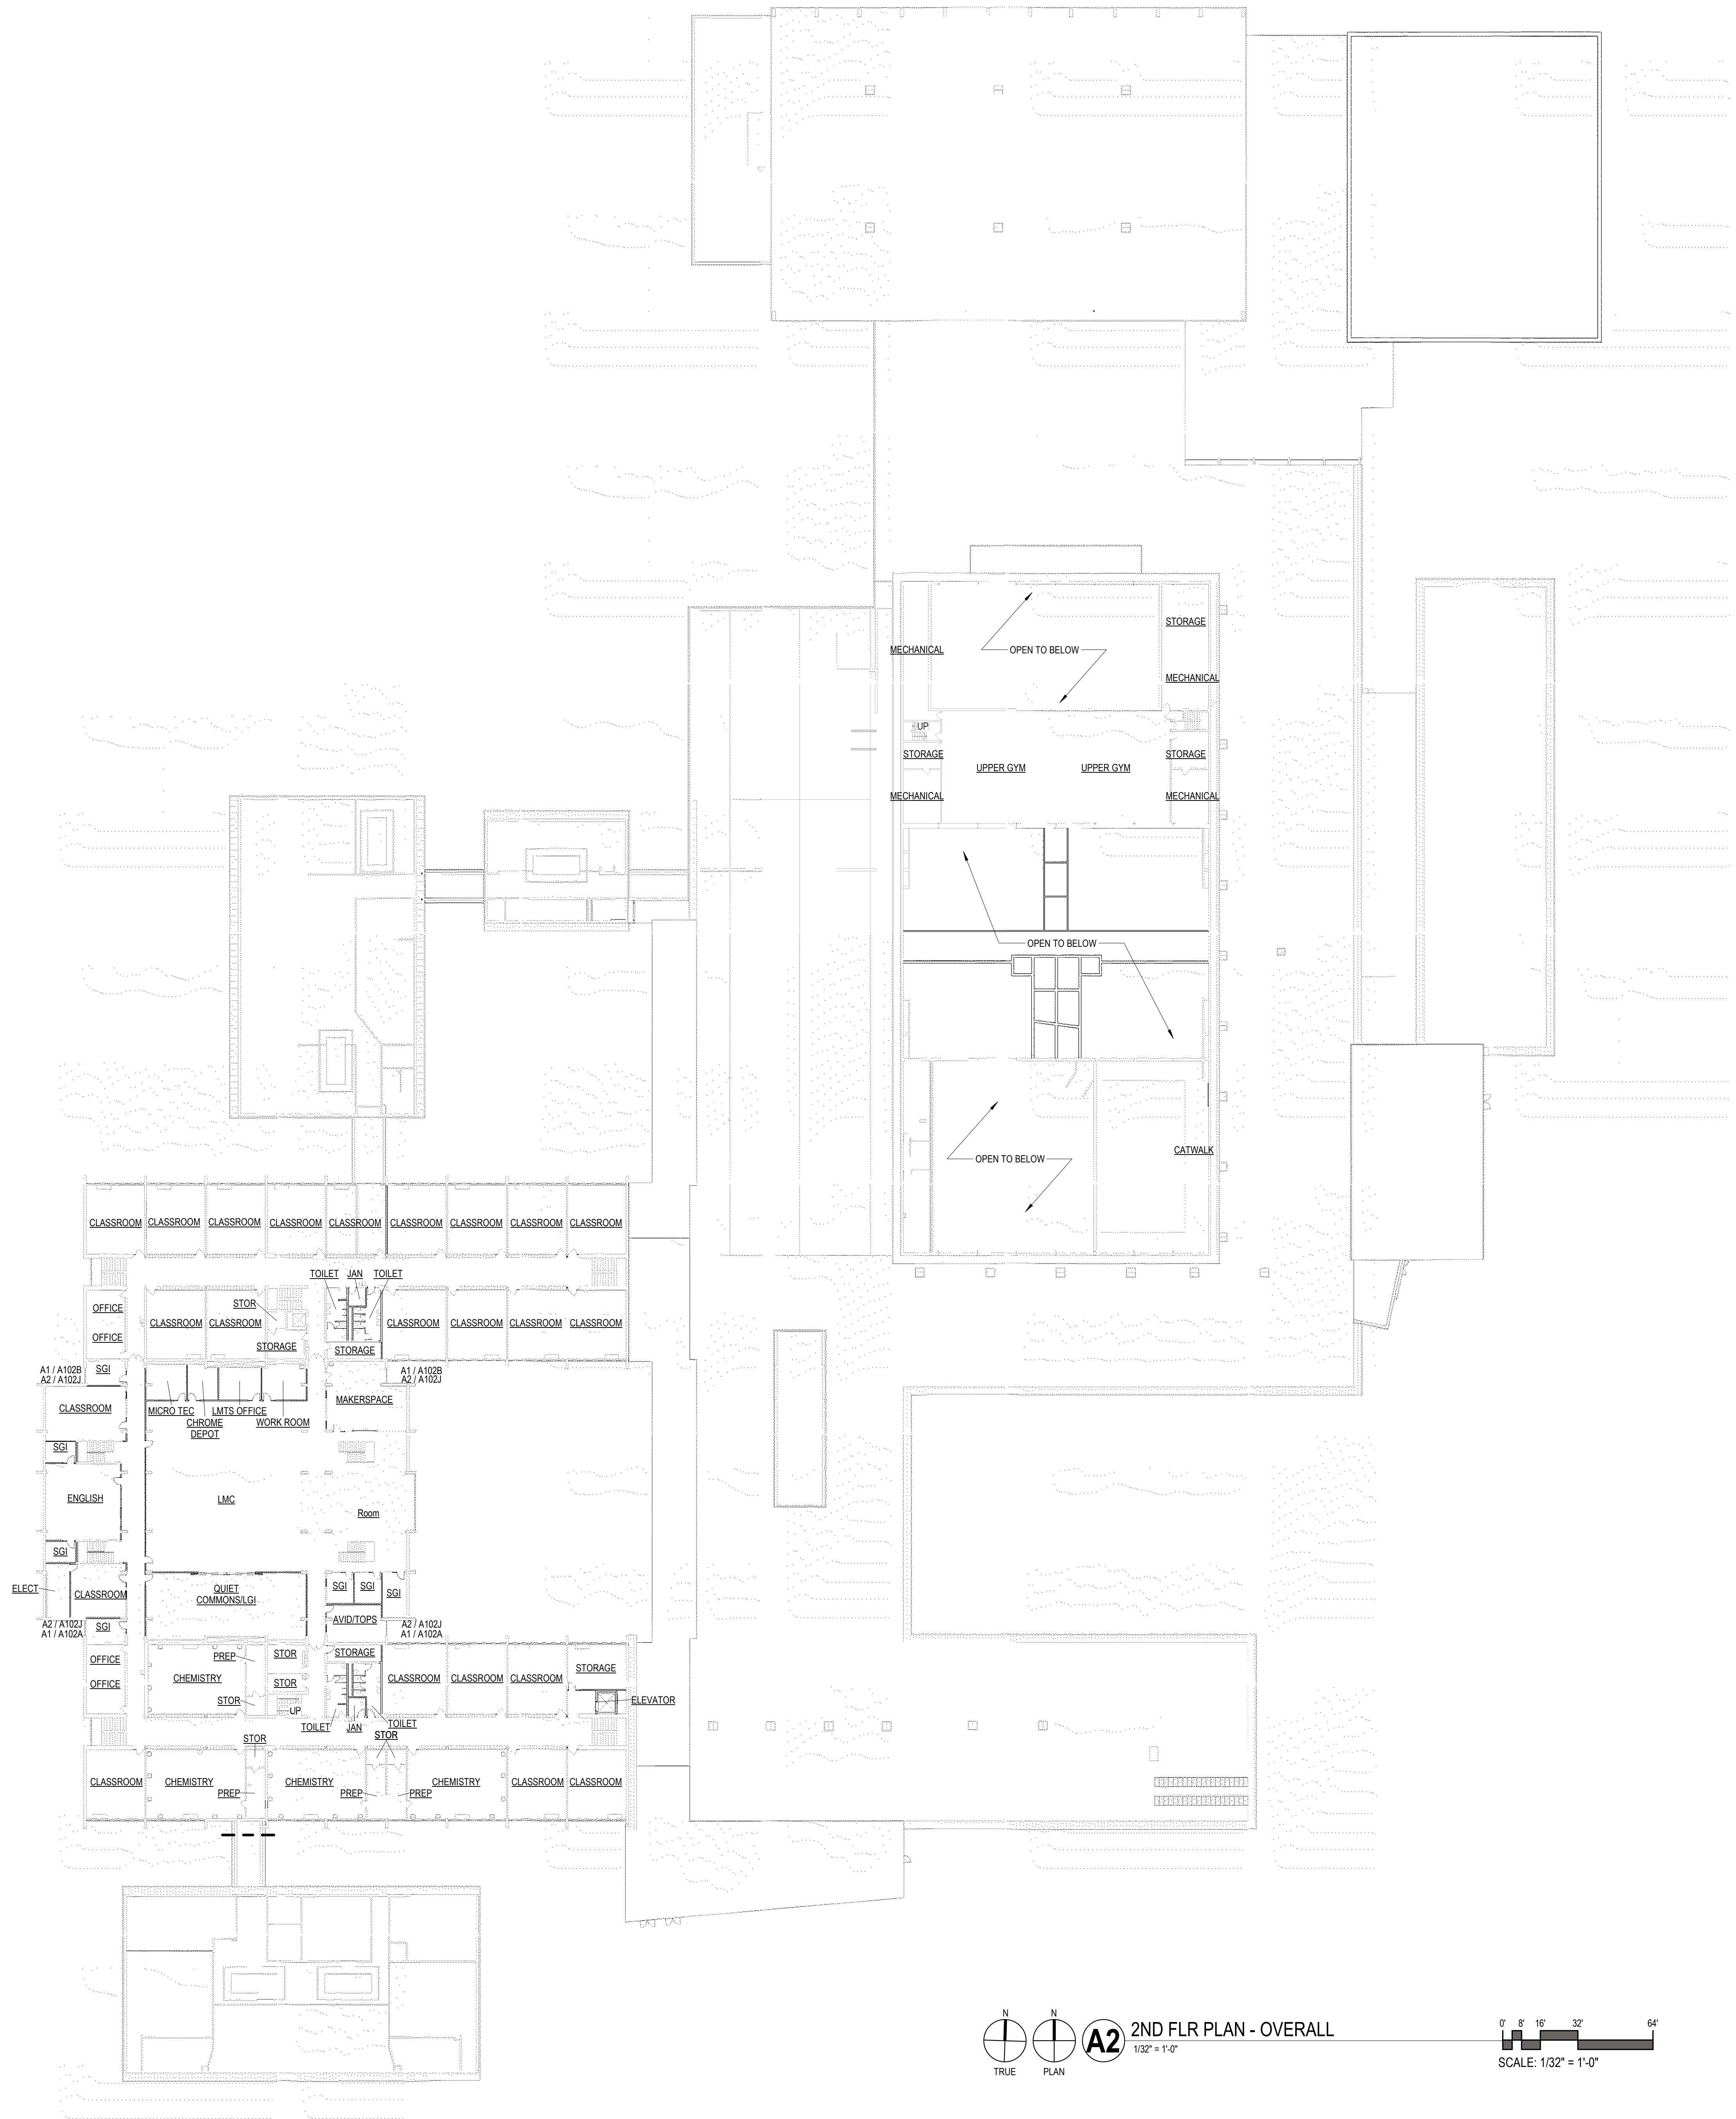 STORAGE
MECHANICAL
OPEN TO BELOW
MECHANICAL
UP
STORAGE
STORAGE
UPPER GYM
UPPER GYM
MECHANICAL
MECHANICAL
OPEN TO BELOW
CATWALK
OPEN TO BELOW
CLASSROOM
CLASSROOM
CLASSROOM
CLASSROOM
CLASSROOM
CLASSROOM
CLASSROOM
CLASSROOM
CLASSROOM
TOILET
JAN
TOILET
STOR
OFFICE
CLASSROOM
CLASSROOM
CLASSROOM
CLASSROOM
CLASSROOM
CLASSROOM
OFFICE
STORAGE
STORAGE
SGI
A1 / A102B
A2 / A102J
A1 / A102B
A2 / A102J
MAKERSPACE
CLASSROOM
MICRO TEC
LMTS OFFICE
CHROME
DEPOT
WORK ROOM
SGI
ENGLISH
LMC
Room
SGI
ELECT
CLASSROOM
QUIET
COMMONS/LGI
SGI
SGI
SGI
AVID/TOPS
SGI
A2 / A102J
A1 / A102A
A2 / A102J
A1 / A102A
OFFICE
PREP
STOR
STORAGE
STORAGE
OFFICE
CHEMISTRY
STOR
CLASSROOM
CLASSROOM
CLASSROOM
STOR
UP
ELEVATOR
TOILET
JAN
TOILET
STOR
STOR
CLASSROOM
CHEMISTRY
CHEMISTRY
CHEMISTRY
CLASSROOM
CLASSROOM
PREP
PREP
PREP
N
N
TRUE
PLAN
A2
2ND FLR PLAN - OVERALL
1/32" = 1'-0"
0' 8' 16' 32' 64'
SCALE: 1/32" = 1'-0"